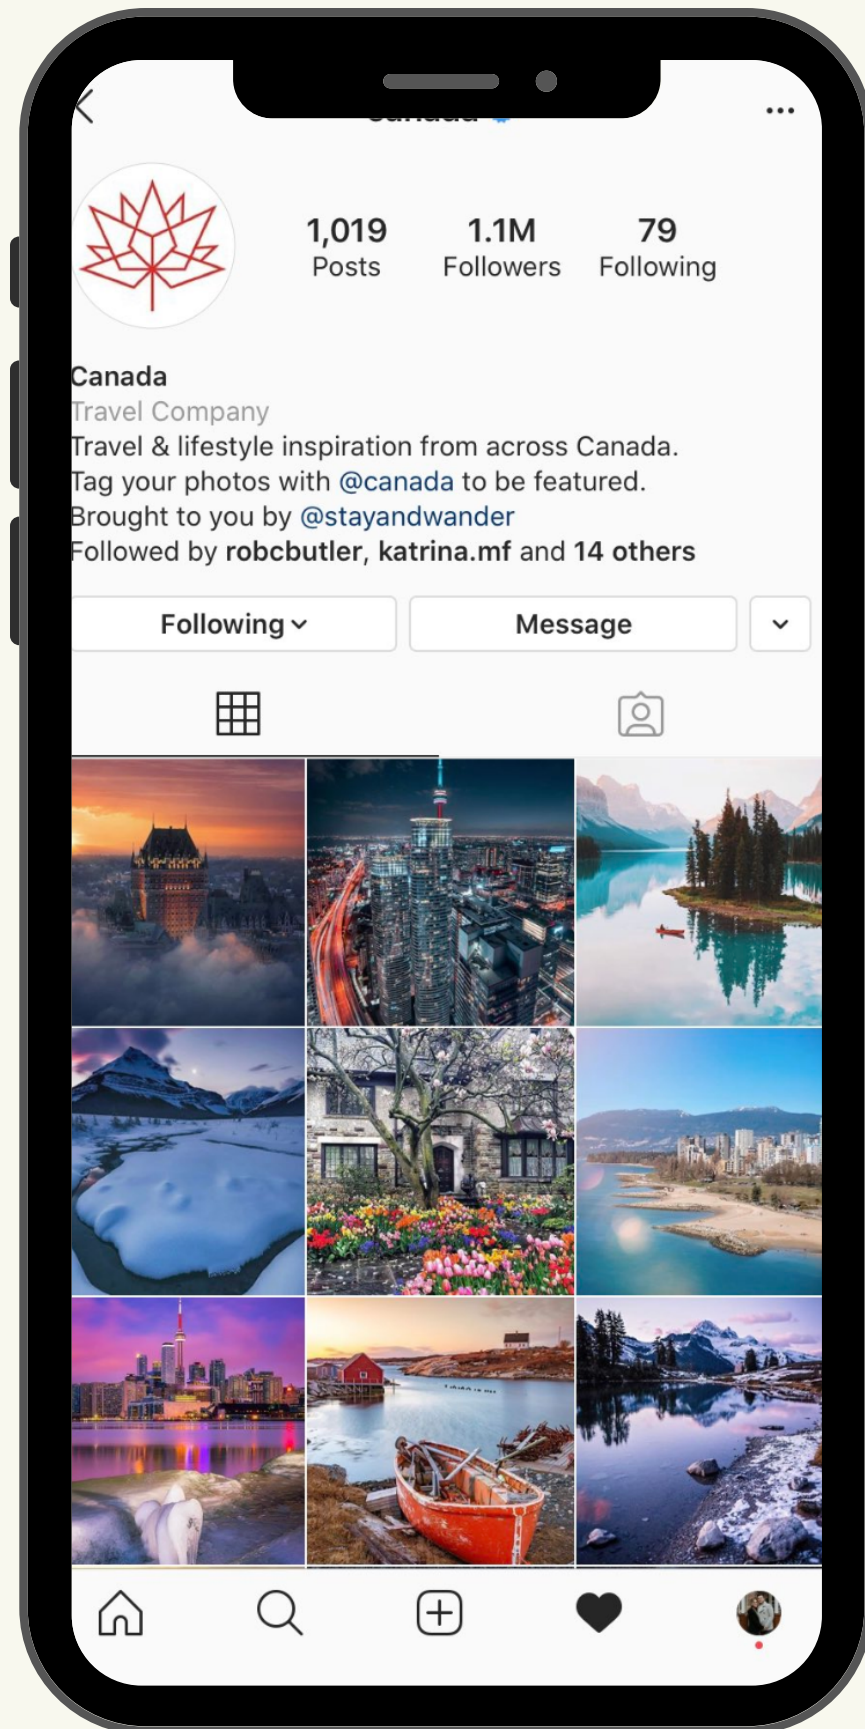 canada
1,019 1.1M 79
Posts Followers Following
Canada
Travel Company
Travel & lifestyle inspiration from across Canada.
Tag your photos with @canada to be featured.
Brought to you by @stayandwander
Followed by robcbutler, katrina.mf and 14 others
Following Message